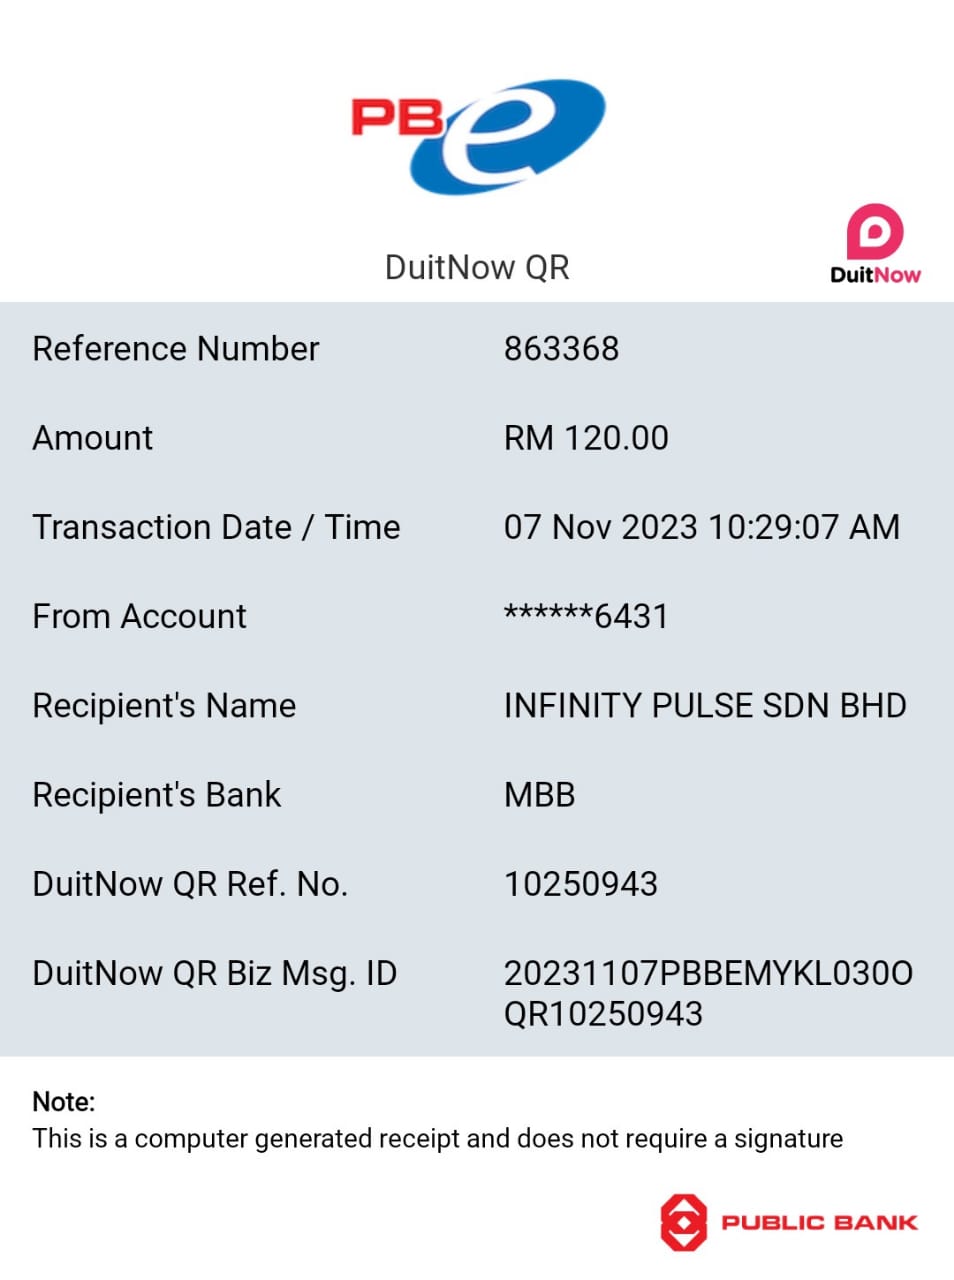 PBe
DuitNow QR
DuitNow
Reference Number 863368
Amount RM 120.00
Transaction Date / Time 07 Nov 2023 10:29:07 AM
From Account ******6431
Recipient's Name INFINITY PULSE SDN BHD
Recipient's Bank MBB
DuitNow QR Ref. No. 10250943
DuitNow QR Biz Msg. ID 20231107PBBEMYKL030O
QR10250943
Note:
This is a computer generated receipt and does not require a signature
PUBLIC BANK